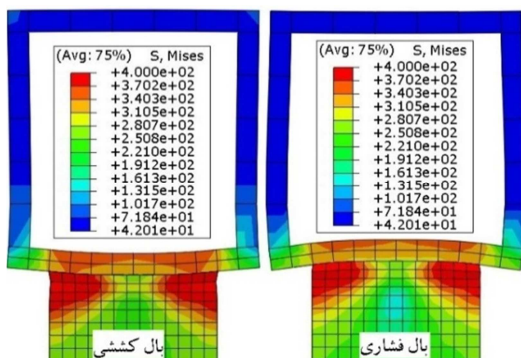 (Avg: 75%) S, Mises
+4.000e+02
+3.702e+02
+3.403e+02
+3.105e+02
+2.807e+02
+2.508e+02
+2.210e+02
+1.912e+02
+1.613e+02
+1.315e+02
+1.017e+02
+7.184e+01
+4.201e+01
بال کششی
(Avg: 75%) S, Mises
+4.000e+02
+3.702e+02
+3.403e+02
+3.105e+02
+2.807e+02
+2.508e+02
+2.210e+02
+1.912e+02
+1.613e+02
+1.315e+02
+1.017e+02
+7.184e+01
+4.201e+01
بال فشاری